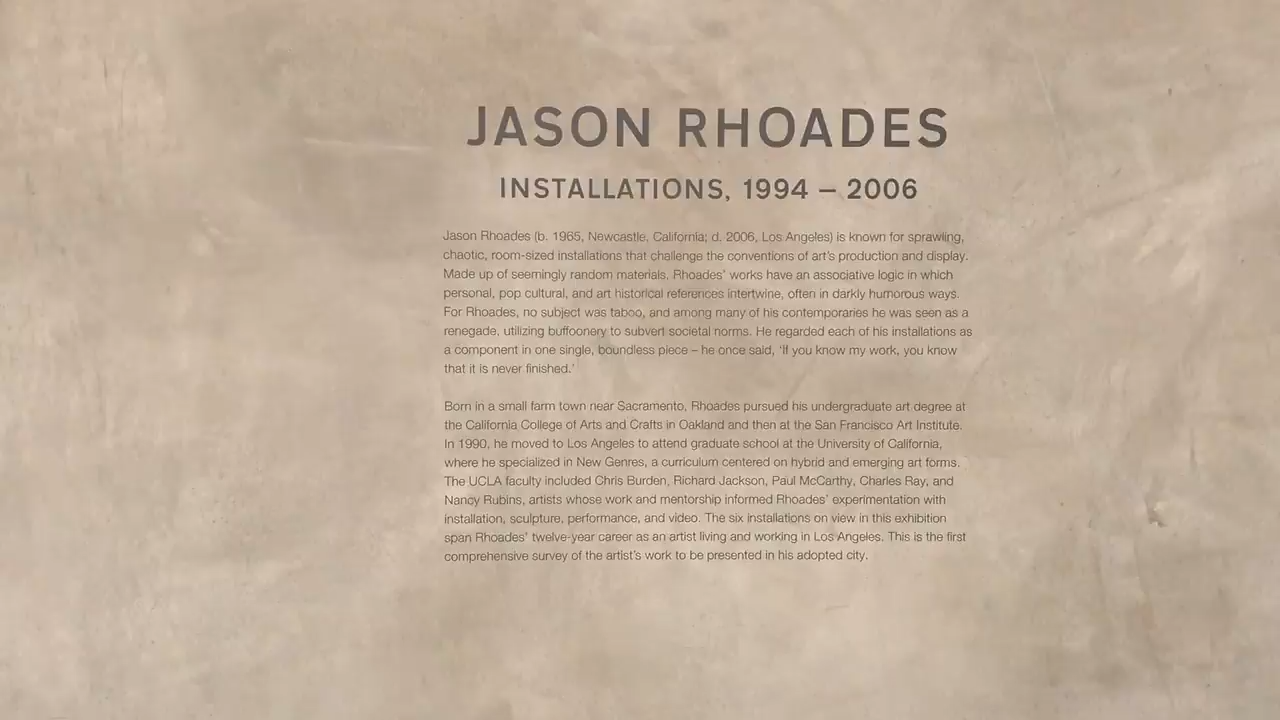 JASON RHOADES
INSTALLATIONS, 1994 – 2006
Jason Rhoades (b. 1965, Newcastle, California; d. 2006, Los Angeles) is known for sprawling,
chaotic, room-sized installations that challenge the conventions of art's production and display.
Made up of seemingly random materials, Rhoades' works have an associative logic in which
personal, pop cultural, and art historical references intertwine, often in darkly humorous ways.
For Rhoades, no subject was taboo, and among many of his contemporaries he was seen as a
renegade, utilizing buffoonery to subvert societal norms. He regarded each of his installations as
a component in one single, boundless piece – he once said, 'If you know my work, you know
that it is never finished.'
Born in a small farm town near Sacramento, Rhoades pursued his undergraduate art degree at
the California College of Arts and Crafts in Oakland and then at the San Francisco Art Institute.
In 1990, he moved to Los Angeles to attend graduate school at the University of California,
where he specialized in New Genres, a curriculum centered on hybrid and emerging art forms.
The UCLA faculty included Chris Burden, Richard Jackson, Paul McCarthy, Charles Ray, and
Nancy Rubins, artists whose work and mentorship informed Rhoades' experimentation with
installation, sculpture, performance, and video. The six installations on view in this exhibition
span Rhoades' twelve-year career as an artist living and working in Los Angeles. This is the first
comprehensive survey of the artist's work to be presented in his adopted city.